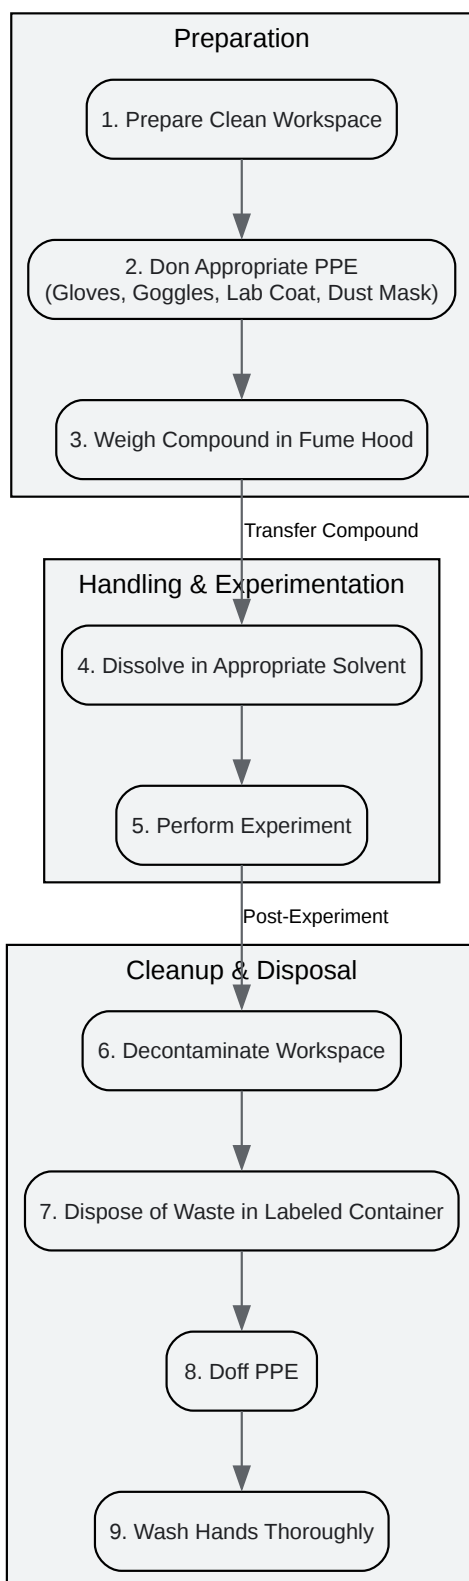 Preparation
1. Prepare Clean Workspace
2. Don Appropriate PPE
(Gloves, Goggles, Lab Coat, Dust Mask)
3. Weigh Compound in Fume Hood
Transfer Compound
Handling & Experimentation
4. Dissolve in Appropriate Solvent
5. Perform Experiment
Post-Experiment
Cleanup & Disposal
6. Decontaminate Workspace
7. Dispose of Waste in Labeled Container
8. Doff PPE
9. Wash Hands Thoroughly